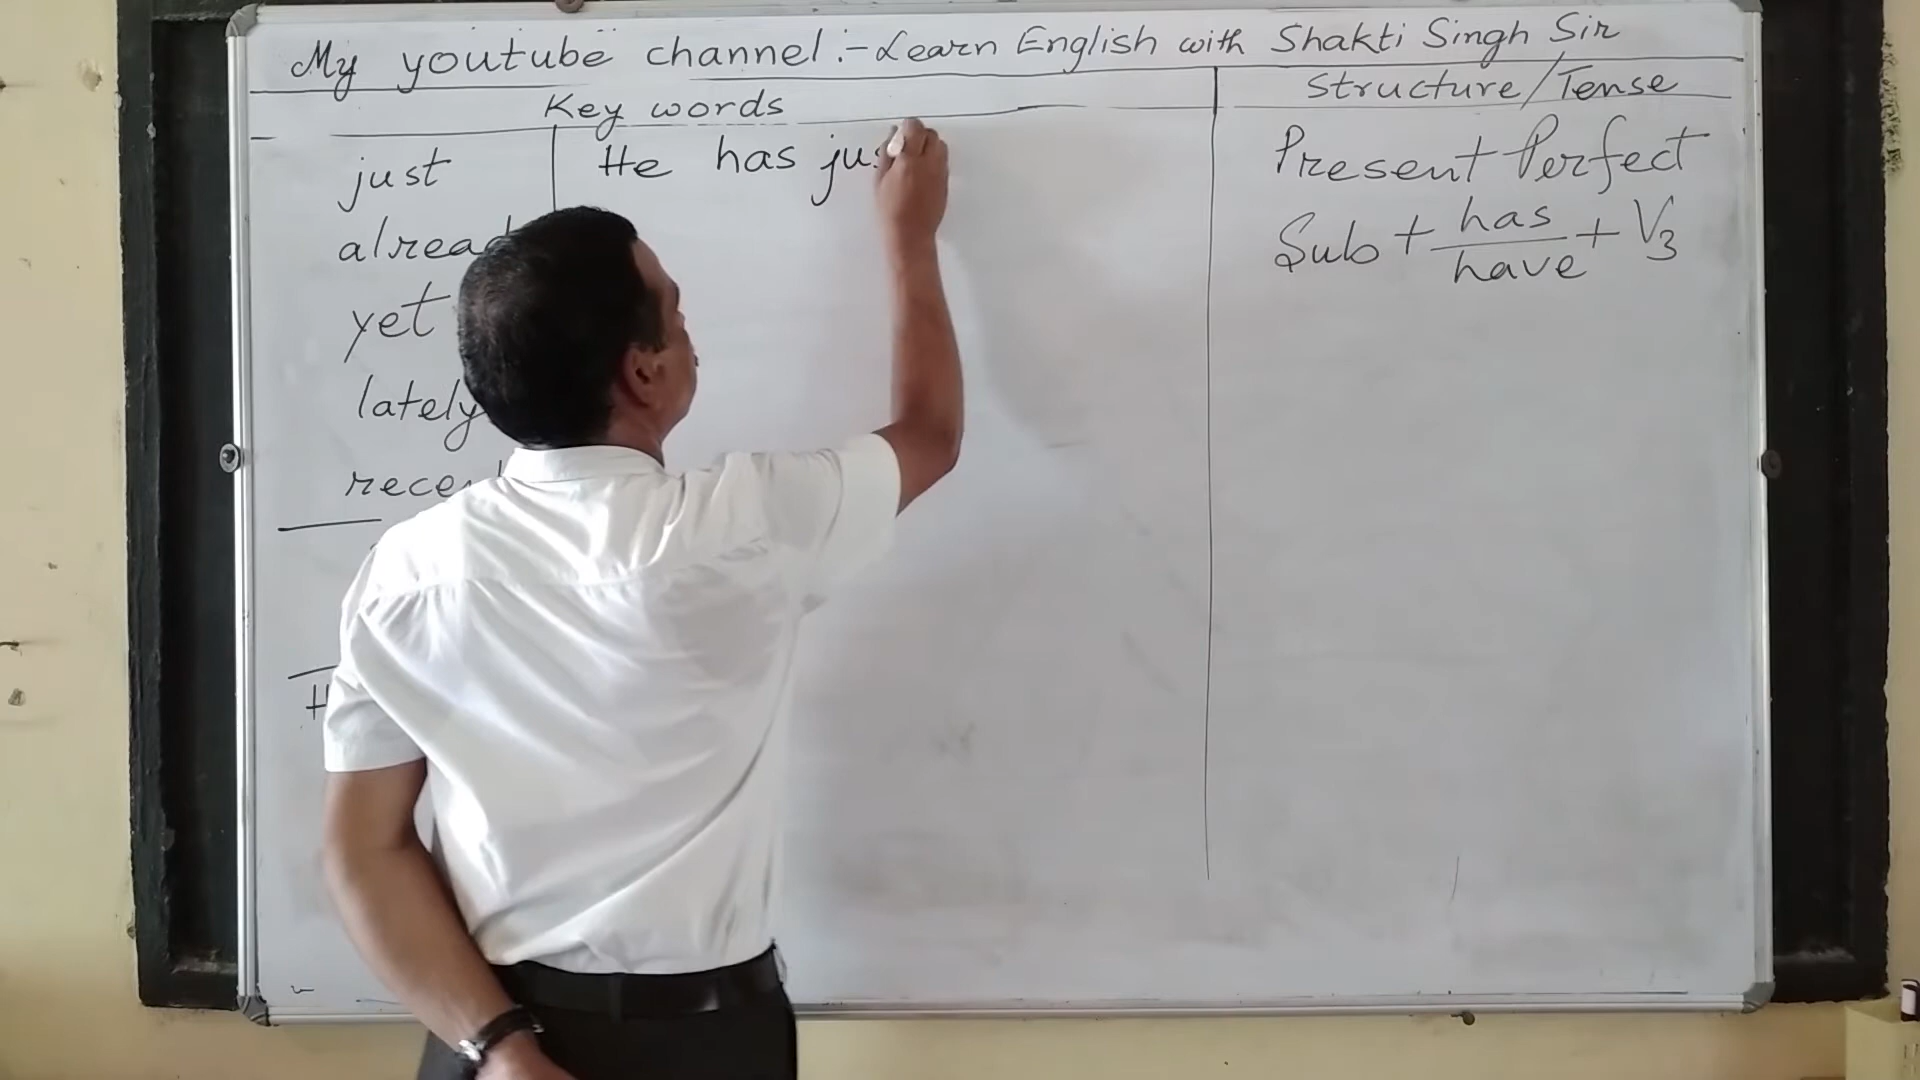 My youtube channel :- Learn English with Shakti Singh Sir
Key words
Structure/Tense
just
He has jus
Present Perfect
Sub + has/have + V3
yet
lately